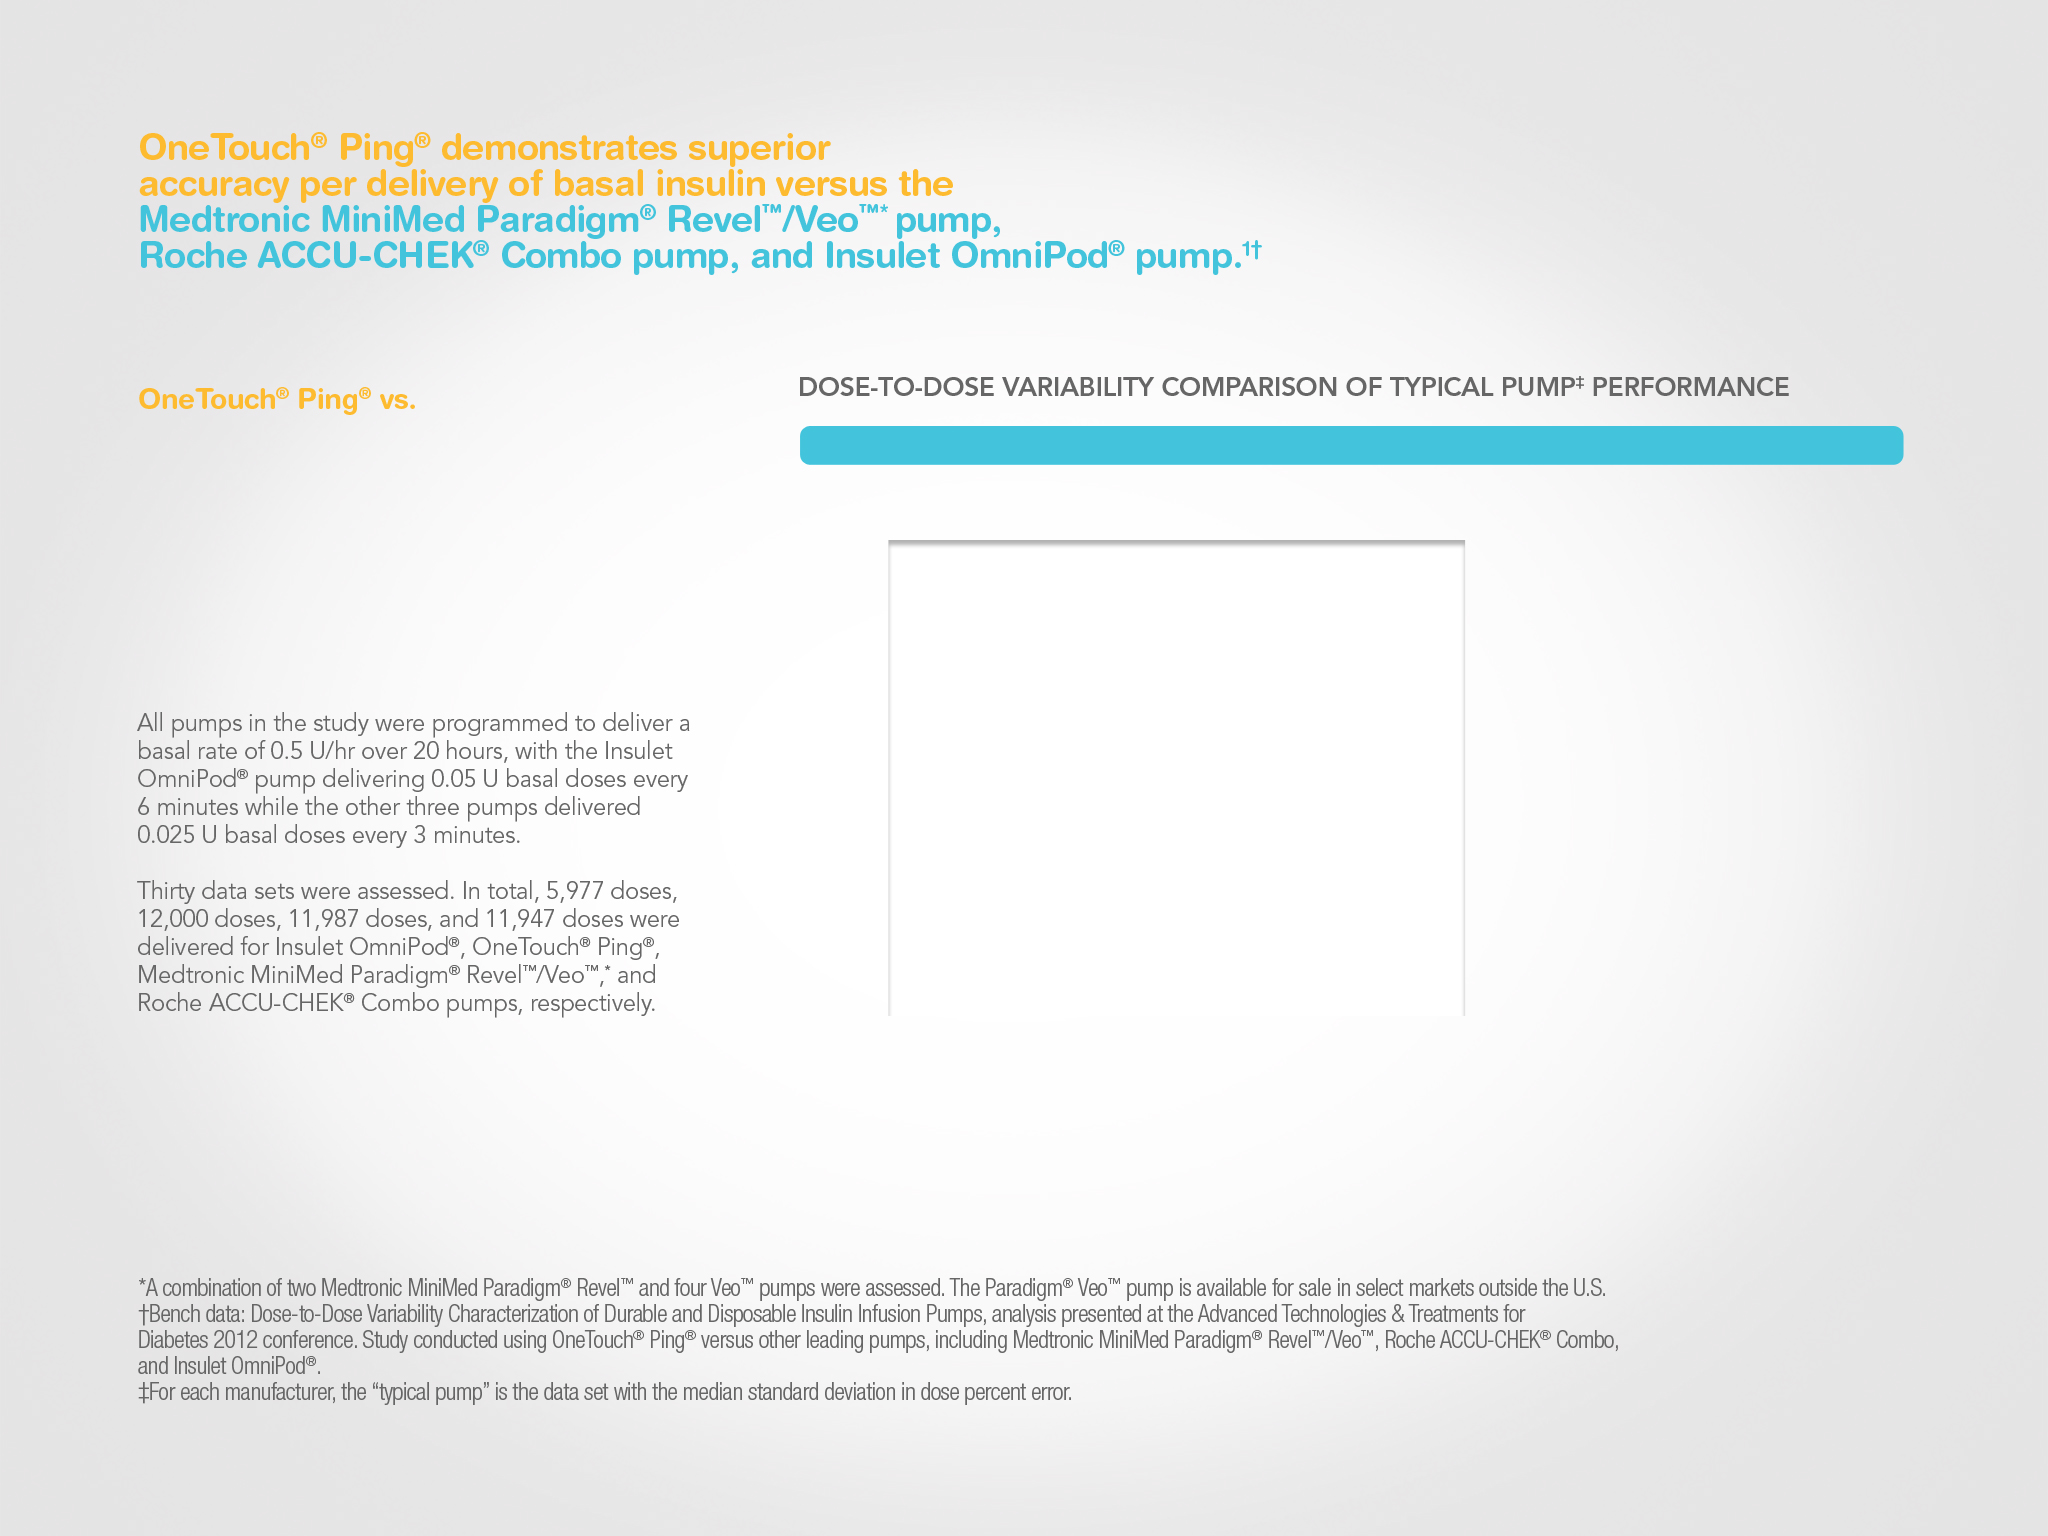 OneTouch® Ping® demonstrates superior
accuracy per delivery of basal insulin versus the
Medtronic MiniMed Paradigm® Revel™/Veo™* pump,
Roche ACCU-CHEK® Combo pump, and Insulet OmniPod® pump.¹†
OneTouch® Ping® vs.
DOSE-TO-DOSE VARIABILITY COMPARISON OF TYPICAL PUMP‡ PERFORMANCE
All pumps in the study were programmed to deliver a
basal rate of 0.5 U/hr over 20 hours, with the Insulet
OmniPod® pump delivering 0.05 U basal doses every
6 minutes while the other three pumps delivered
0.025 U basal doses every 3 minutes.
Thirty data sets were assessed. In total, 5,977 doses,
12,000 doses, 11,987 doses, and 11,947 doses were
delivered for Insulet OmniPod®, OneTouch® Ping®,
Medtronic MiniMed Paradigm® Revel™/Veo™,* and
Roche ACCU-CHEK® Combo pumps, respectively.
*A combination of two Medtronic MiniMed Paradigm® Revel™ and four Veo™ pumps were assessed. The Paradigm® Veo™ pump is available for sale in select markets outside the U.S.
†Bench data: Dose-to-Dose Variability Characterization of Durable and Disposable Insulin Infusion Pumps, analysis presented at the Advanced Technologies & Treatments for
Diabetes 2012 conference. Study conducted using OneTouch® Ping® versus other leading pumps, including Medtronic MiniMed Paradigm® Revel™/Veo™, Roche ACCU-CHEK® Combo,
and Insulet OmniPod®.
‡For each manufacturer, the “typical pump” is the data set with the median standard deviation in dose percent error.